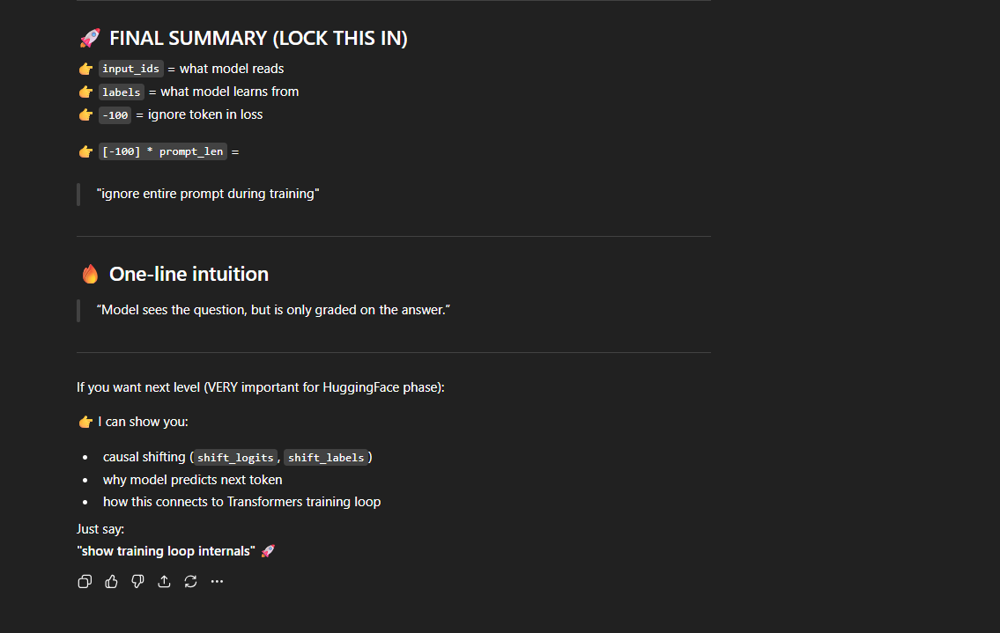 🚀 FINAL SUMMARY (LOCK THIS IN)
👉 input_ids = what model reads
👉 labels = what model learns from
👉 -100 = ignore token in loss
👉 [-100] * prompt_len =
"ignore entire prompt during training"
🔥 One-line intuition
“Model sees the question, but is only graded on the answer.”
If you want next level (VERY important for HuggingFace phase):
👉 I can show you:
• causal shifting (shift_logits, shift_labels)
• why model predicts next token
• how this connects to Transformers training loop
Just say:
"show training loop internals" 🚀